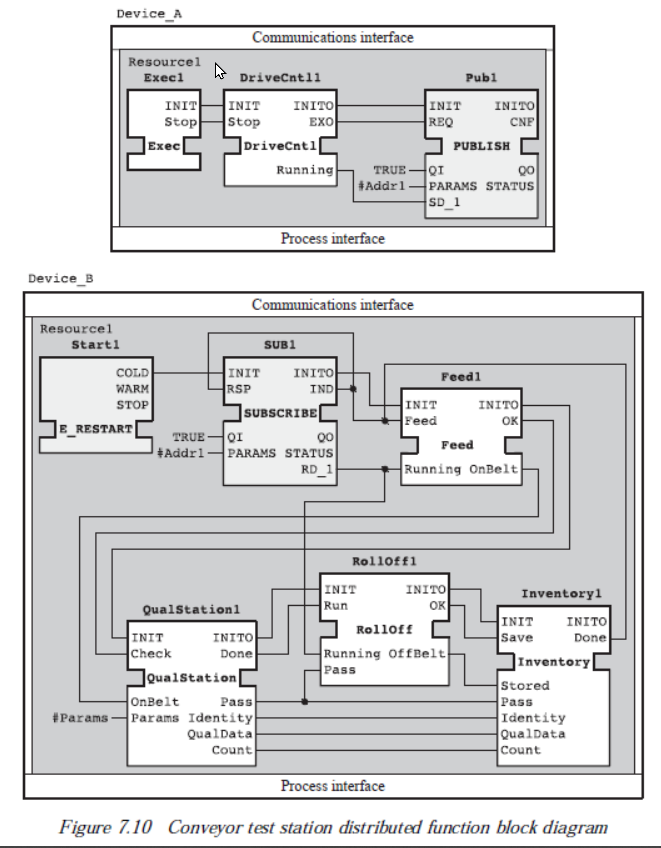 Device_A
Communications interface
Resource1
Exec1 DriveCntl1 Pub1
INIT INIT INITO INIT INITO
Stop Stop EXO REQ CNF
Exec DriveCntl PUBLISH
Running TRUE QI QO
#Addr1 PARAMS STATUS
SD_1
Process interface
Device_B
Communications interface
Resource1
Start1 SUB1
COLD INIT INITO Feed1
WARM RSP IND
STOP INIT INITO
SUBSCRIBE Feed OK
E_RESTART
TRUE QI QO Feed
#Addr1 PARAMS STATUS
RD_1 Running OnBelt
RollOff1
INIT INITO Inventory1
QualStation1 Run OK
INIT INITO
INIT INITO RollOff Save Done
Check Done
Running OffBelt Inventory
QualStation Pass
Stored
OnBelt Pass Pass
#Params Params Identity Identity
QualData QualData
Count Count
Process interface
Figure 7.10 Conveyor test station distributed function block diagram